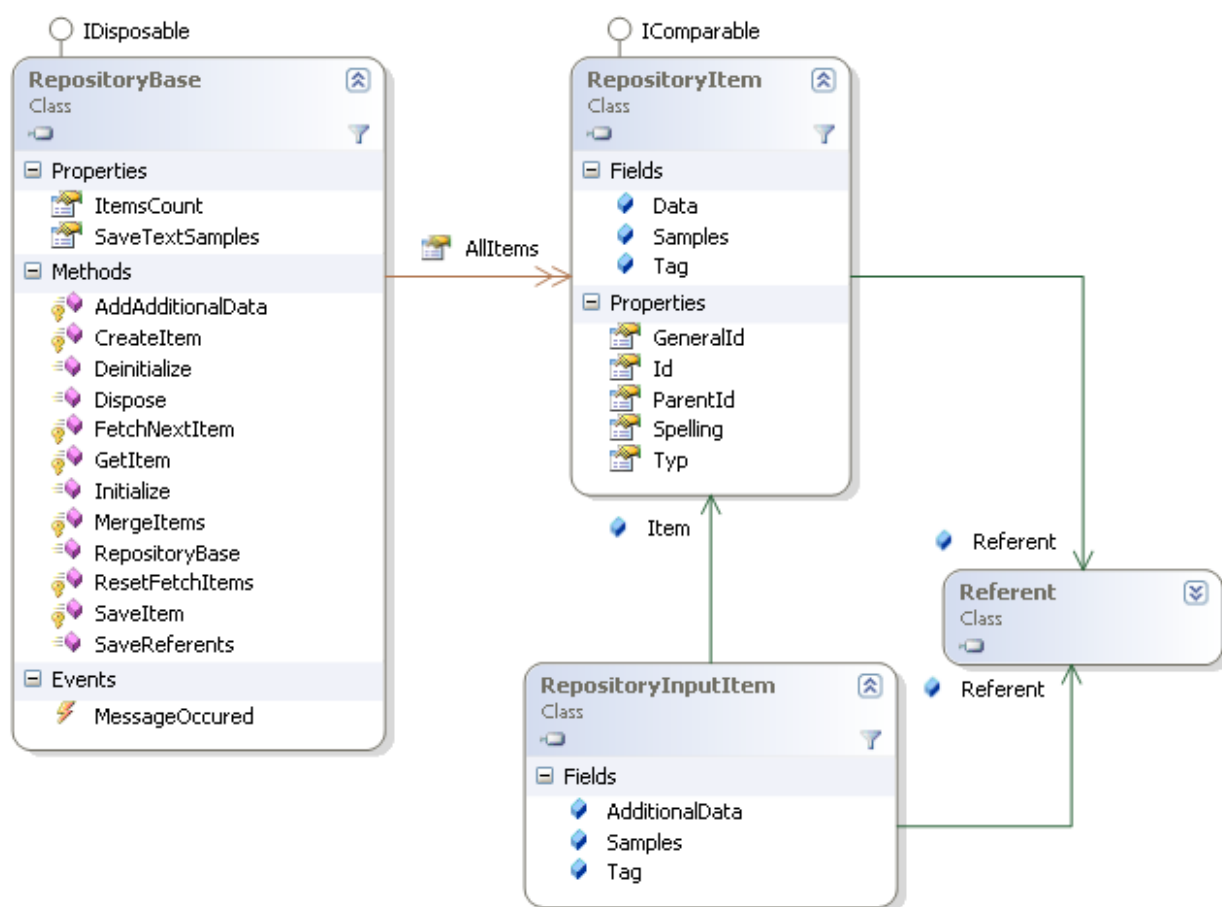 IDisposable
RepositoryBase
Class
Properties
ItemsCount
SaveTextSamples
Methods
AddAdditionalData
CreateItem
Deinitialize
Dispose
FetchNextItem
GetItem
Initialize
MergeItems
RepositoryBase
ResetFetchItems
SaveItem
SaveReferents
Events
MessageOccured
AllItems
IComparable
RepositoryItem
Class
Fields
Data
Samples
Tag
Properties
GeneralId
Id
ParentId
Spelling
Typ
Item
Referent
Referent
Class
Referent
RepositoryInputItem
Class
Fields
AdditionalData
Samples
Tag